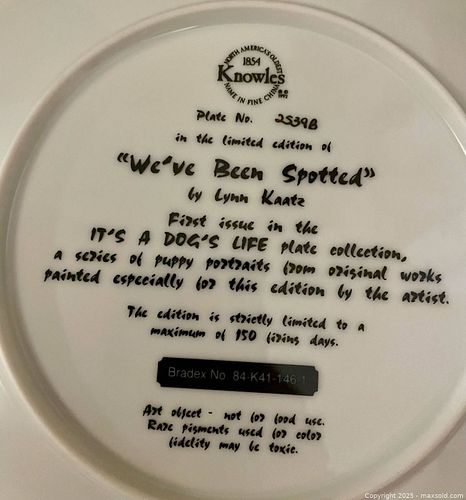 NORTH AMERICA'S OLDEST
1854
Knowles
NAME IN FINE CHINA
Plate No. 2539B
in the limited edition of
"We've Been Spotted"
by Lynn Kaatz
First issue in the
IT'S A DOG'S LIFE plate collection,
a series of puppy portraits from original works
painted especially for this edition by the artist.
The edition is strictly limited to a
maximum of 150 firing days.
Bradex No. 84-K41-146.1
Art object - not for food use.
Rare pigments used for color
fidelity may be toxic.
Copyright 2023 - maxsold.com